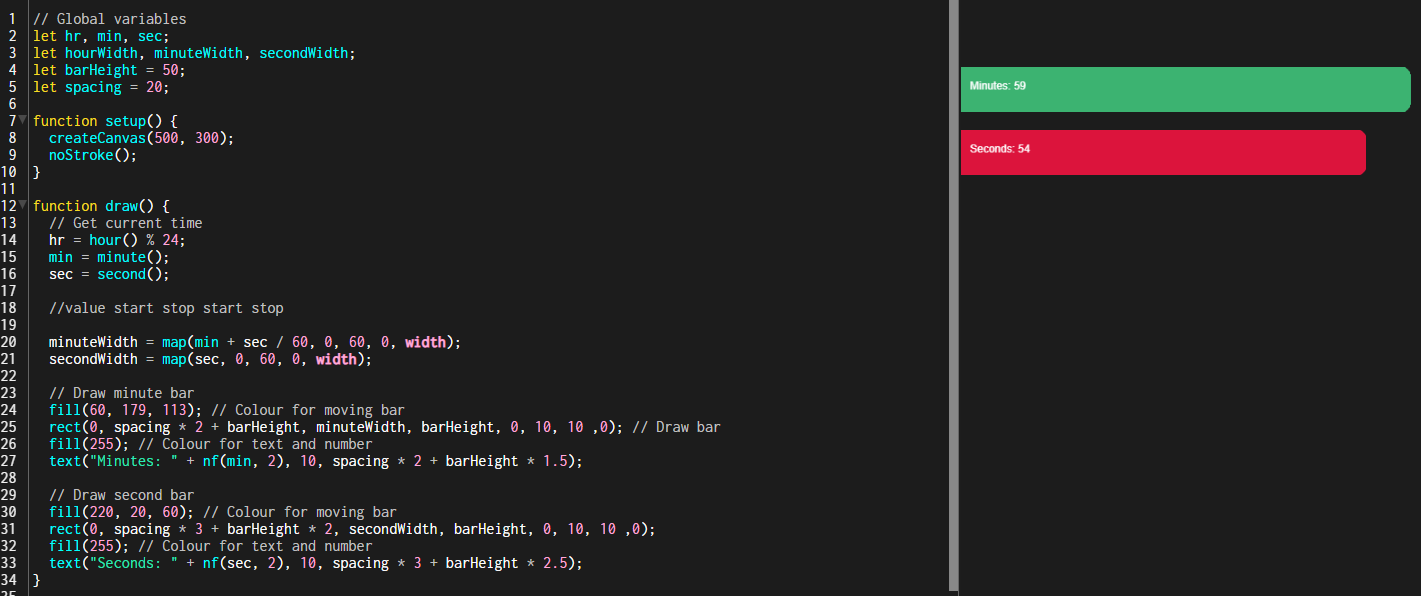 1 // Global variables
2 let hr, min, sec;
3 let hourWidth, minuteWidth, secondWidth;
4 let barHeight = 50;
5 let spacing = 20;
6
7 function setup() {
8   createCanvas(500, 300);
9   noStroke();
10 }
11
12 function draw() {
13   // Get current time
14   hr = hour() % 24;
15   min = minute();
16   sec = second();
17
18   //value start stop start stop
19
20   minuteWidth = map(min + sec / 60, 0, 60, 0, width);
21   secondWidth = map(sec, 0, 60, 0, width);
22
23   // Draw minute bar
24   fill(60, 179, 113); // Colour for moving bar
25   rect(0, spacing * 2 + barHeight, minuteWidth, barHeight, 0, 10, 10 ,0); // Draw bar
26   fill(255); // Colour for text and number
27   text("Minutes: " + nf(min, 2), 10, spacing * 2 + barHeight * 1.5);
28
29   // Draw second bar
30   fill(220, 20, 60); // Colour for moving bar
31   rect(0, spacing * 3 + barHeight * 2, secondWidth, barHeight, 0, 10, 10 ,0);
32   fill(255); // Colour for text and number
33   text("Seconds: " + nf(sec, 2), 10, spacing * 3 + barHeight * 2.5);
34 }
35
Minutes: 59
Seconds: 54